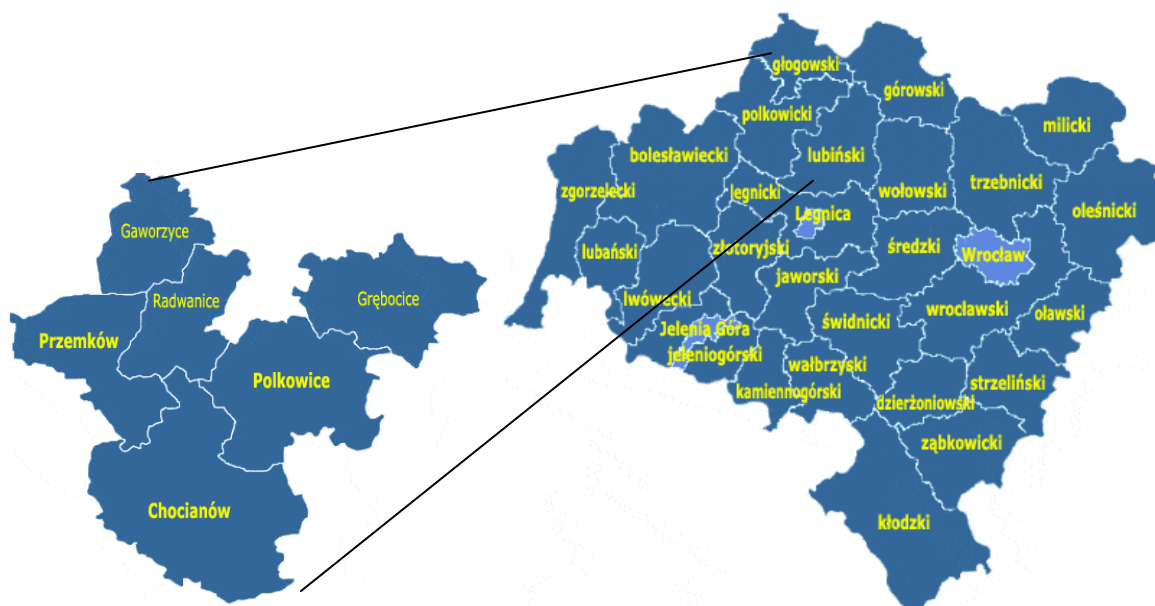 Gaworzyce
Radwanice
Grębocice
Przemków
Polkowice
Chocianów
głogowski
górowski
polkowicki
milicki
bolesławiecki
lubiński
zgorzelecki
legnicki
wołowski
trzebnicki
oleśnicki
Legnica
lubański
złotoryjski
średzki
Wrocław
jaworski
lwówecki
wrocławski
oławski
Jelenia Góra
świdnicki
jeleniogórski
wałbrzyski
kamiennogórski
strzeliński
dzierżoniowski
ząbkowicki
kłodzki